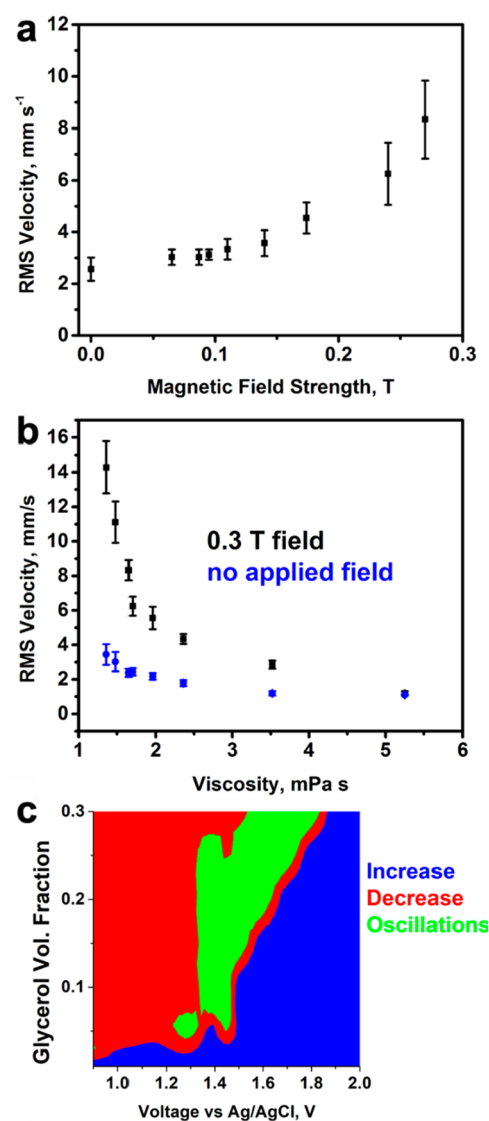 a
12
10
8
6
4
2
0
RMS Velocity, mm s⁻¹
0.0 0.1 0.2 0.3
Magnetic Field Strength, T
b
16
14
12
10
8
6
4
2
0
RMS Velocity, mm/s
0.3 T field
no applied field
1 2 3 4 5 6
Viscosity, mPa s
c
0.3
0.2
0.1
Glycerol Vol. Fraction
Increase
Decrease
Oscillations
1.0 1.2 1.4 1.6 1.8 2.0
Voltage vs Ag/AgCl, V